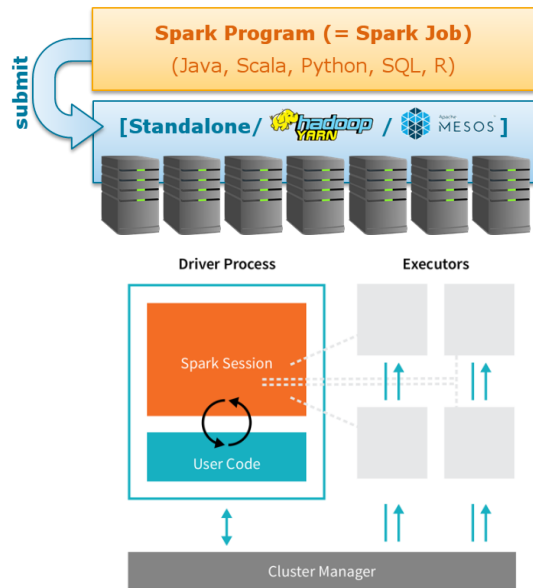 Spark Program (= Spark Job)
(Java, Scala, Python, SQL, R)
submit
[Standalone/ hadoop YARN / Apache MESOS ]
Driver Process
Executors
Spark Session
User Code
Cluster Manager